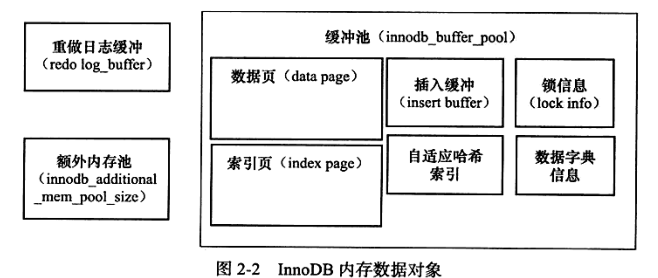 重做日志缓冲
(redo log_buffer)
额外内存池
(innodb_additional
_mem_pool_size)
缓冲池（innodb_buffer_pool）
数据页（data page）
插入缓冲
(insert buffer)
锁信息
(lock info)
索引页（index page）
自适应哈希
索引
数据字典
信息
图 2-2 InnoDB 内存数据对象